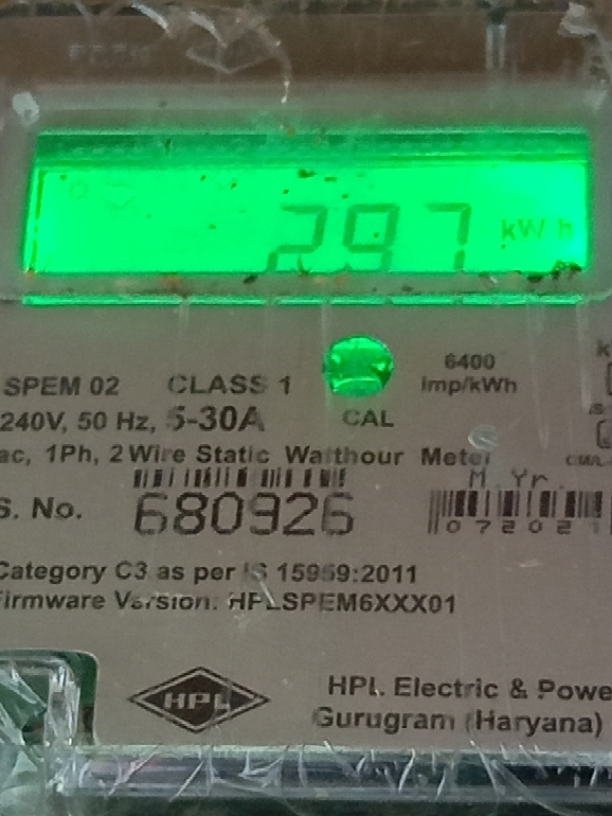 297 kWh
SPEM 02 CLASS 1 6400
imp/kWh
240V, 50 Hz, 5-30A CAL
ac, 1Ph, 2 Wire Static Watthour Meter
M. Yr.
S. No. 680926
072021
Category C3 as per IS 15959:2011
Firmware Version: HPLSPEM6XXX01
HPL
HPL Electric & Powe
Gurugram (Haryana)